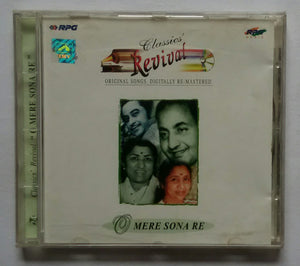 RPG
Classics'
Revival
ORIGINAL SONGS, DIGITALLY RE-MASTERED
O MERE SONA RE
Classics' Revival "O MERE SONA RE"